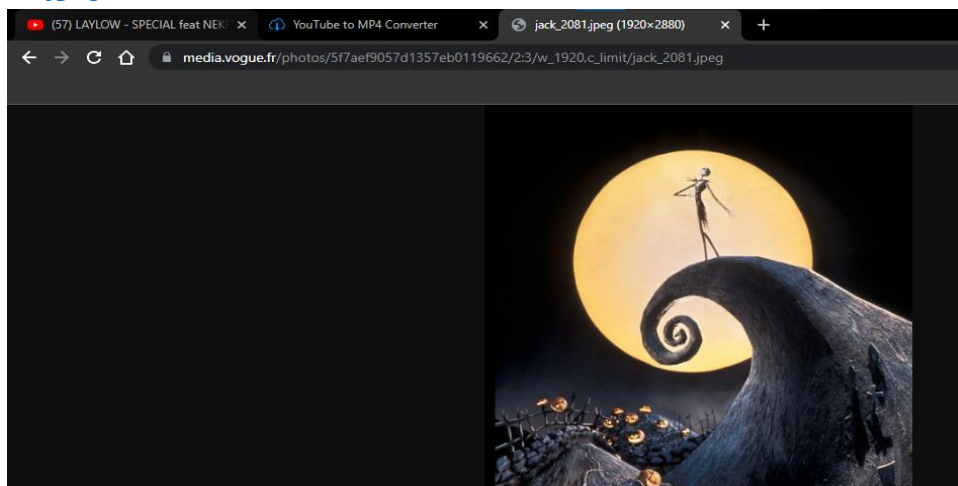 (57) LAYLOW - SPECIAL feat NEK
YouTube to MP4 Converter
jack_2081.jpeg (1920×2880)
media.vogue.fr/photos/5f7aef9057d1357eb0119662/2:3/w_1920,c_limit/jack_2081.jpeg